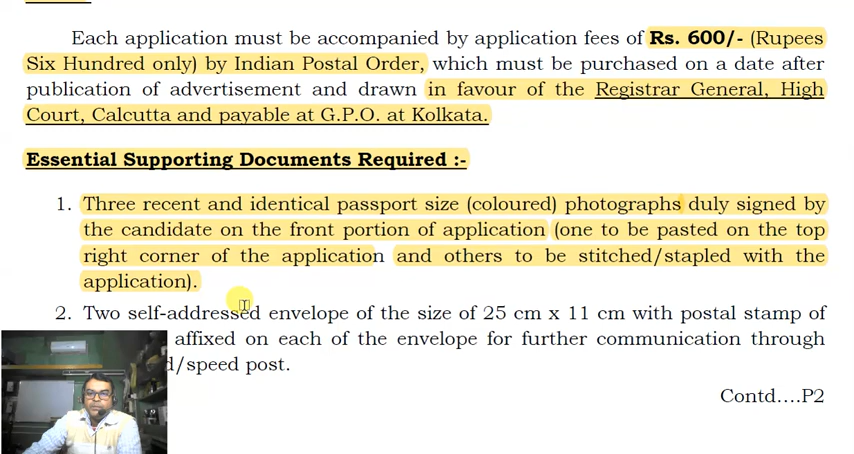 Each application must be accompanied by application fees of Rs. 600/- (Rupees
Six Hundred only) by Indian Postal Order, which must be purchased on a date after
publication of advertisement and drawn in favour of the Registrar General, High
Court, Calcutta and payable at G.P.O. at Kolkata.
Essential Supporting Documents Required :-
1. Three recent and identical passport size (coloured) photographs duly signed by
the candidate on the front portion of application (one to be pasted on the top
right corner of the application and others to be stitched/stapled with the
application).
2. Two self-addressed envelope of the size of 25 cm x 11 cm with postal stamp of
affixed on each of the envelope for further communication through
/speed post.
Contd....P2